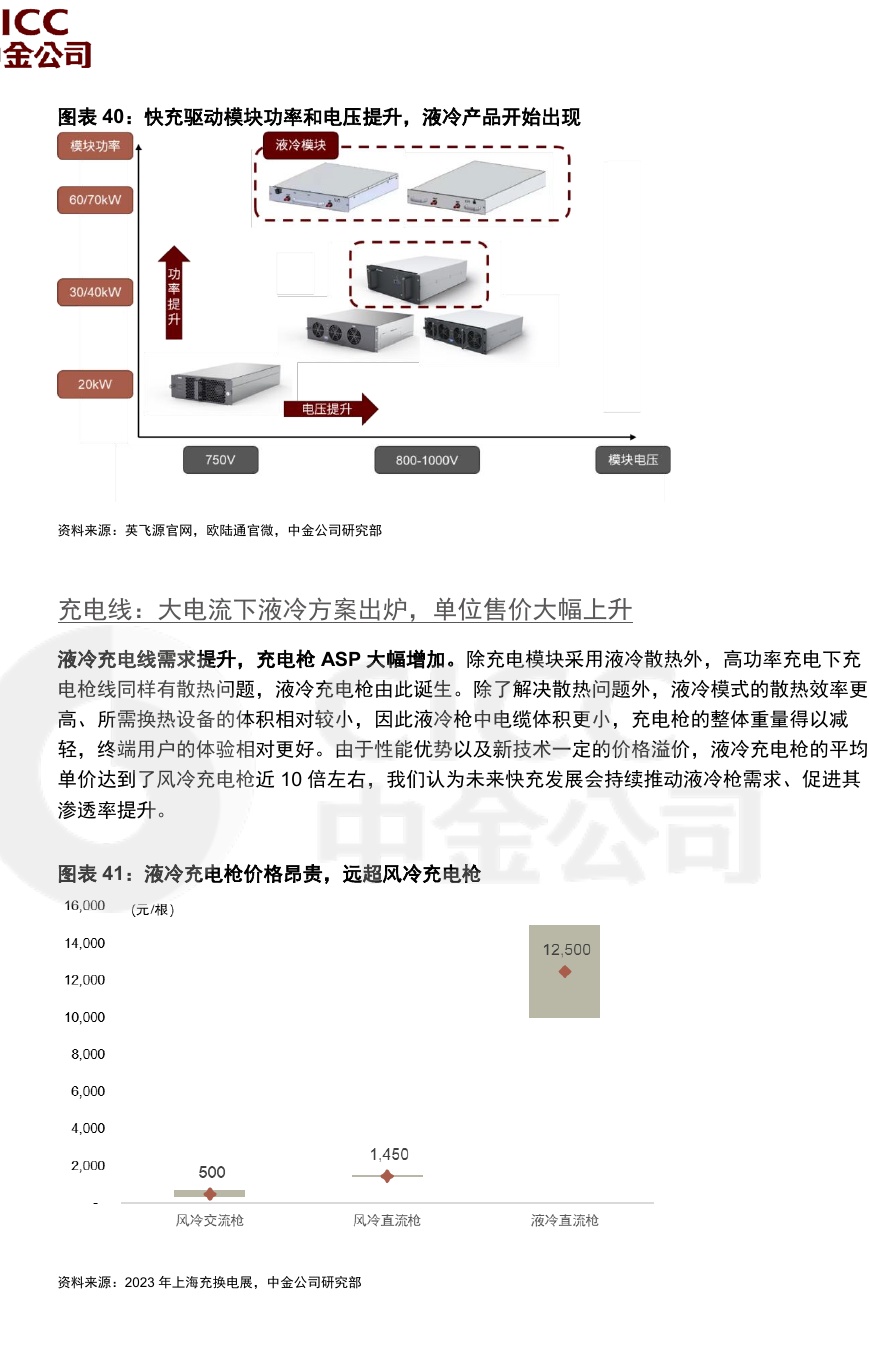 ICC
中金公司
图表 40：快充驱动模块功率和电压提升，液冷产品开始出现
模块功率
液冷模块
60/70kW
功率提升
30/40kW
20kW
电压提升
750V
800-1000V
模块电压
资料来源：英飞源官网，欧陆通官微，中金公司研究部
充电线：大电流下液冷方案出炉，单位售价大幅上升
液冷充电线需求提升，充电枪 ASP 大幅增加。除充电模块采用液冷散热外，高功率充电下充
电枪线同样有散热问题，液冷充电枪由此诞生。除了解决散热问题外，液冷模式的散热效率更
高、所需换热设备的体积相对较小，因此液冷枪中电缆体积更小，充电枪的整体重量得以减
轻，终端用户的体验相对更好。由于性能优势以及新技术一定的价格溢价，液冷充电枪的平均
单价达到了风冷充电枪近 10 倍左右，我们认为未来快充发展会持续推动液冷枪需求、促进其
渗透率提升。
CICC
中金公司
图表 41：液冷充电枪价格昂贵，远超风冷充电枪
16,000
(元/根)
14,000
12,500
12,000
10,000
8,000
6,000
4,000
1,450
2,000
500
-
风冷交流枪
风冷直流枪
液冷直流枪
资料来源：2023 年上海充换电展，中金公司研究部